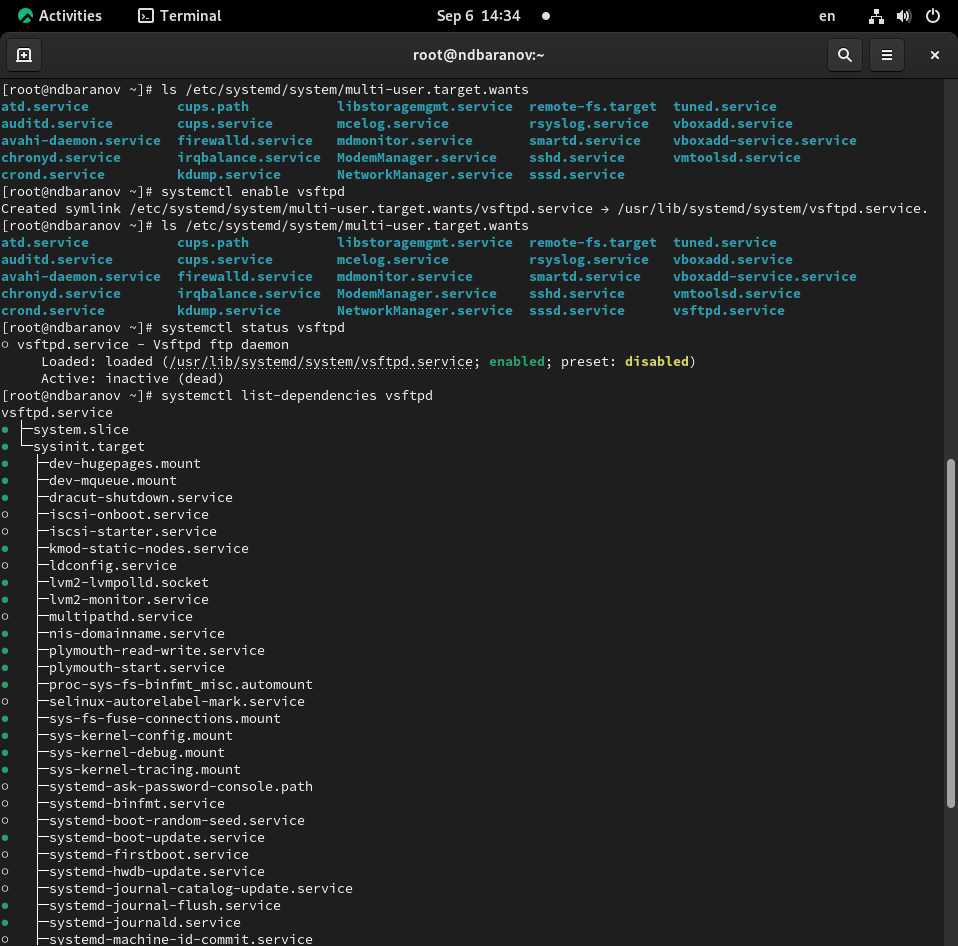 Activities Terminal Sep 6 14:34 en
root@ndbaranov:~
[root@ndbaranov ~]# ls /etc/systemd/system/multi-user.target.wants
atd.service cups.path libstoragemgmt.service remote-fs.target tuned.service
auditd.service cups.service mcelog.service rsyslog.service vboxadd.service
avahi-daemon.service firewalld.service mdmonitor.service smartd.service vboxadd-service.service
chronyd.service irqbalance.service ModemManager.service sshd.service vmtoolsd.service
crond.service kdump.service NetworkManager.service sssd.service
[root@ndbaranov ~]# systemctl enable vsftpd
Created symlink /etc/systemd/system/multi-user.target.wants/vsftpd.service → /usr/lib/systemd/system/vsftpd.service.
[root@ndbaranov ~]# ls /etc/systemd/system/multi-user.target.wants
atd.service cups.path libstoragemgmt.service remote-fs.target tuned.service
auditd.service cups.service mcelog.service rsyslog.service vboxadd.service
avahi-daemon.service firewalld.service mdmonitor.service smartd.service vboxadd-service.service
chronyd.service irqbalance.service ModemManager.service sshd.service vmtoolsd.service
crond.service kdump.service NetworkManager.service sssd.service vsftpd.service
[root@ndbaranov ~]# systemctl status vsftpd
○ vsftpd.service - Vsftpd ftp daemon
Loaded: loaded (/usr/lib/systemd/system/vsftpd.service; enabled; preset: disabled)
Active: inactive (dead)
[root@ndbaranov ~]# systemctl list-dependencies vsftpd
vsftpd.service
● ├─system.slice
● └─sysinit.target
● ├─dev-hugepages.mount
● ├─dev-mqueue.mount
● ├─dracut-shutdown.service
○ ├─iscsi-onboot.service
○ ├─iscsi-starter.service
● ├─kmod-static-nodes.service
○ ├─ldconfig.service
● ├─lvm2-lvmpolld.socket
● ├─lvm2-monitor.service
○ ├─multipathd.service
● ├─nis-domainname.service
● ├─plymouth-read-write.service
● ├─plymouth-start.service
● ├─proc-sys-fs-binfmt_misc.automount
○ ├─selinux-autorelabel-mark.service
● ├─sys-fs-fuse-connections.mount
● ├─sys-kernel-config.mount
● ├─sys-kernel-debug.mount
● ├─sys-kernel-tracing.mount
○ ├─systemd-ask-password-console.path
○ ├─systemd-binfmt.service
○ ├─systemd-boot-random-seed.service
● ├─systemd-boot-update.service
○ ├─systemd-firstboot.service
○ ├─systemd-hwdb-update.service
○ ├─systemd-journal-catalog-update.service
● ├─systemd-journal-flush.service
● ├─systemd-journald.service
○ ├─systemd-machine-id-commit.service